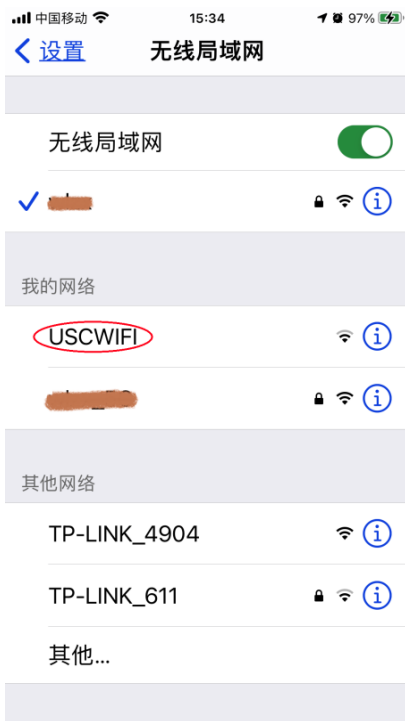 中国移动 15:34 97%
设置 无线局域网
无线局域网
我的网络
USCWIFI
其他网络
TP-LINK_4904
TP-LINK_611
其他...